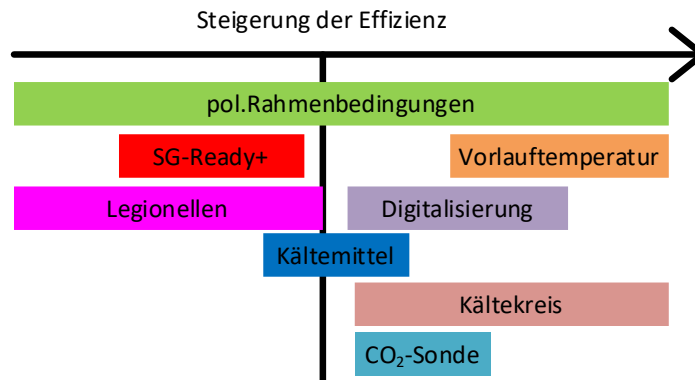 Steigerung der Effizienz
pol.Rahmenbedingungen
SG-Ready+
Vorlauftemperatur
Legionellen
Digitalisierung
Kältemittel
Kältekreis
CO₂-Sonde